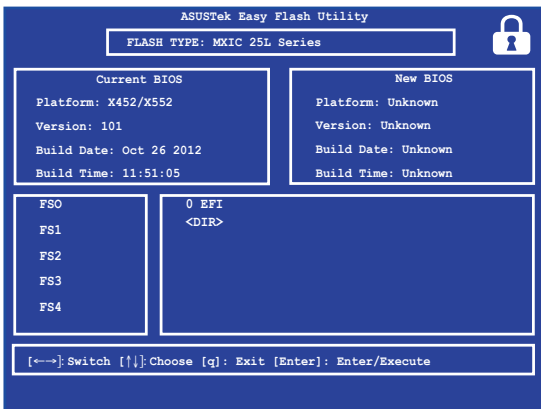 ASUSTek Easy Flash Utility
FLASH TYPE: MXIC 25L Series
Current BIOS
Platform: X452/X552
Version: 101
Build Date: Oct 26 2012
Build Time: 11:51:05
New BIOS
Platform: Unknown
Version: Unknown
Build Date: Unknown
Build Time: Unknown
FSO
FS1
FS2
FS3
FS4
0 EFI
<DIR>
[←→]: Switch [↑↓]: Choose [q]: Exit [Enter]: Enter/Execute